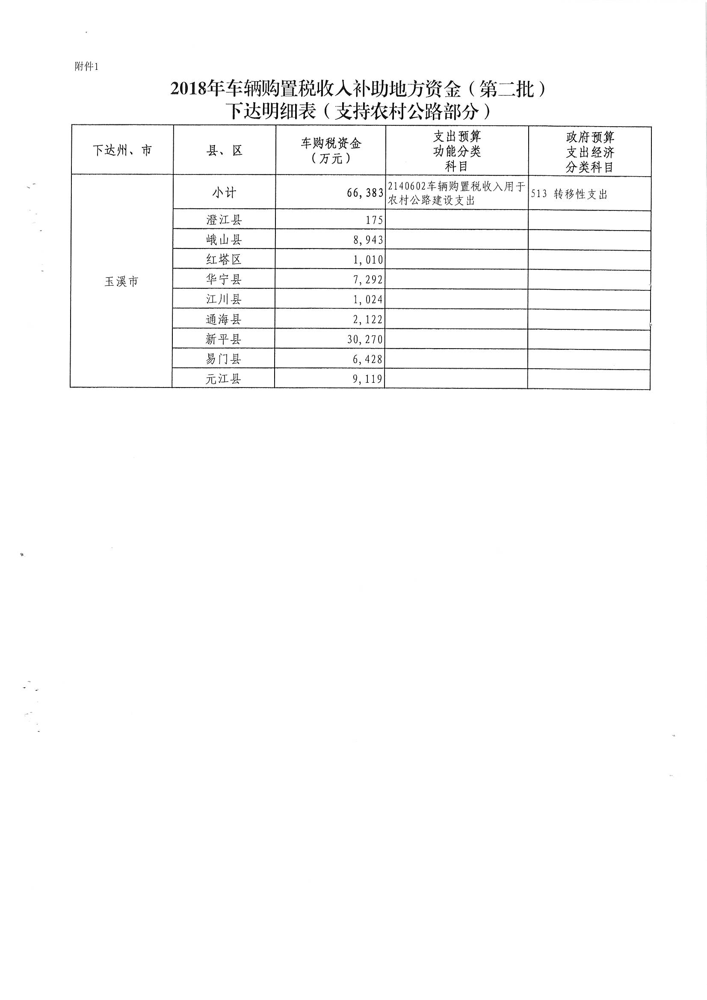 附件1
2018年车辆购置税收入补助地方资金（第二批）
下达明细表（支持农村公路部分）
下达州、市 县、区 车购税资金（万元） 支出预算功能分类科目 政府预算支出经济分类科目
玉溪市 小计 66,383 2140602车辆购置税收入用于农村公路建设支出 513 转移性支出
澄江县 175
峨山县 8,943
红塔区 1,010
华宁县 7,292
江川县 1,024
通海县 2,122
新平县 30,270
易门县 6,428
元江县 9,119